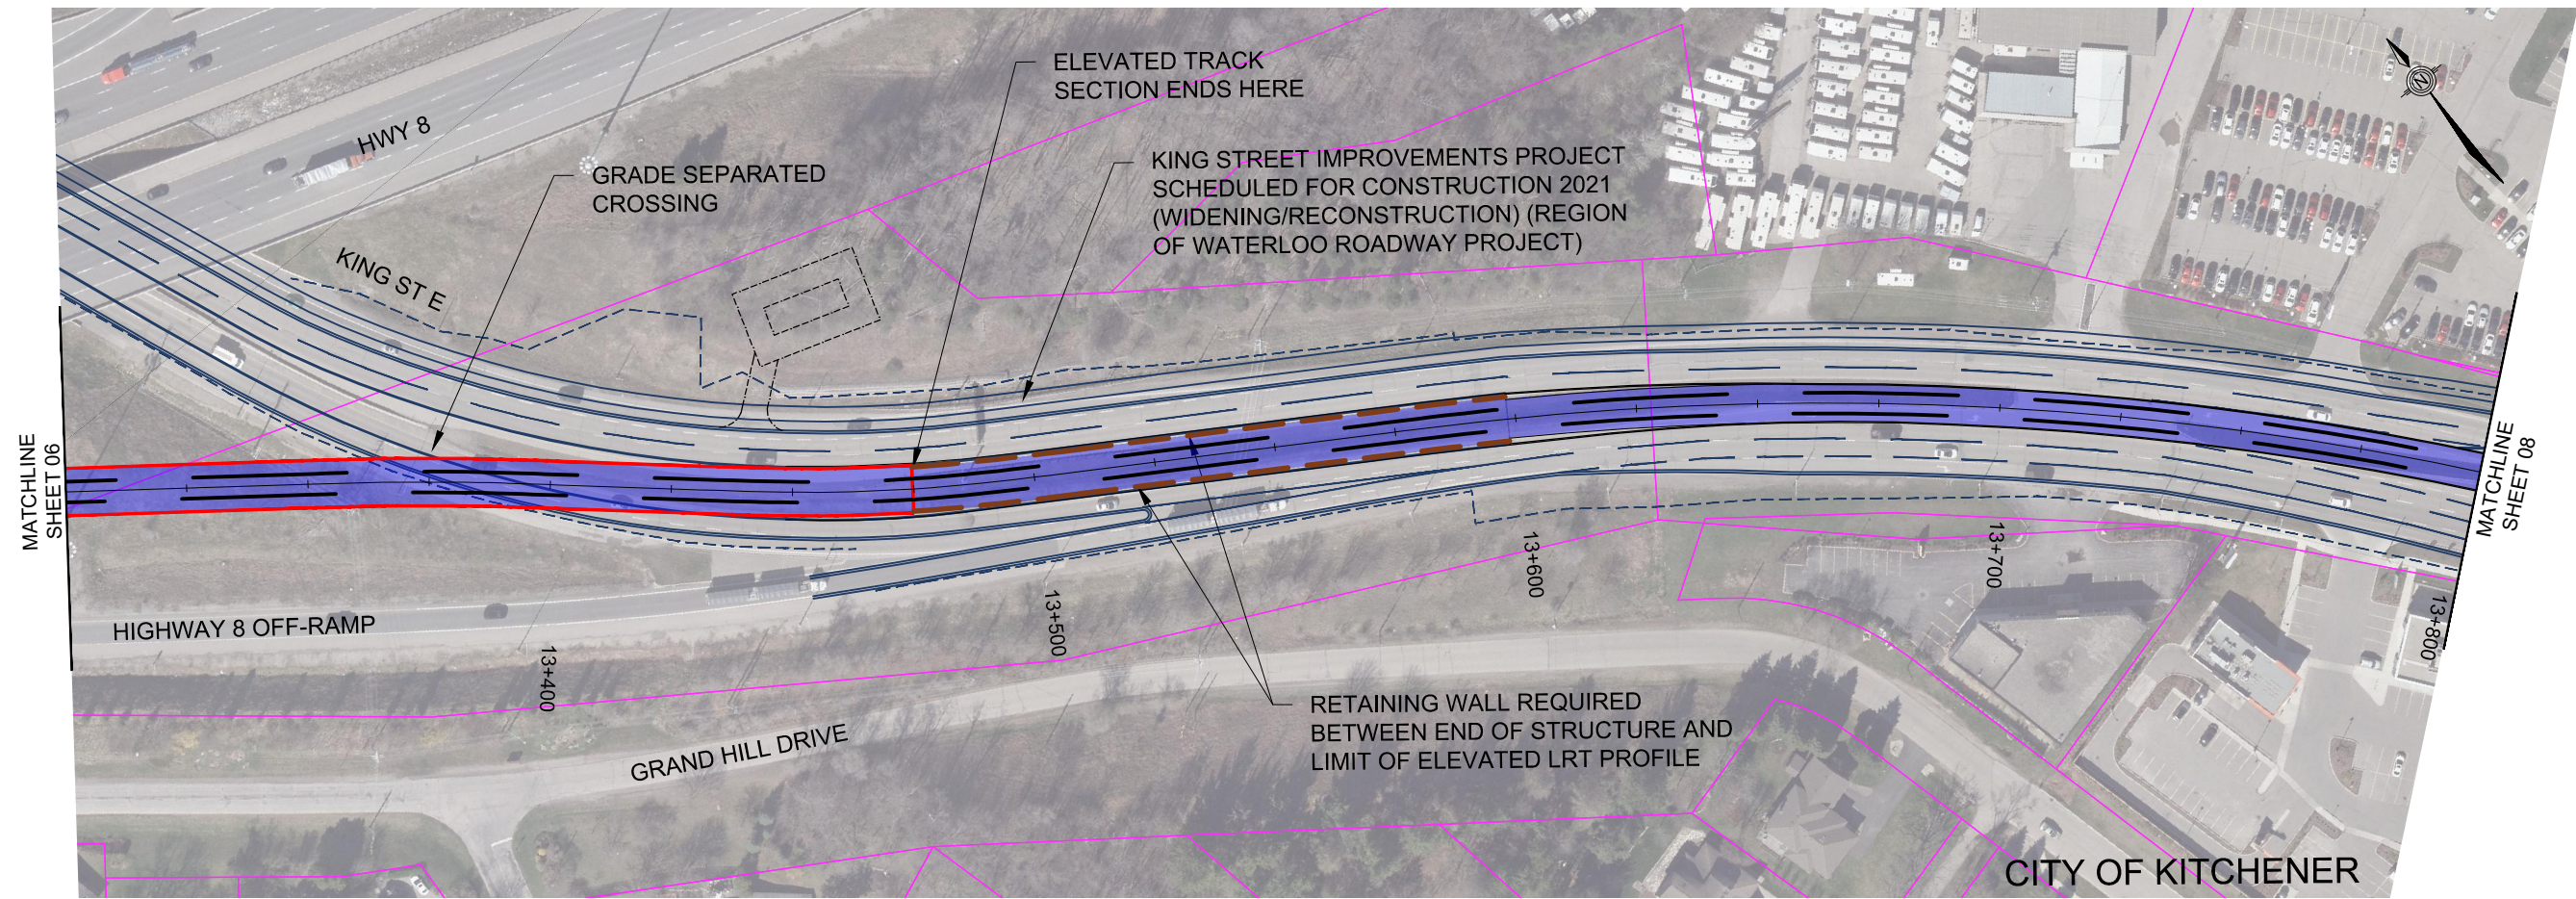 ELEVATED TRACK
SECTION ENDS HERE
HWY 8
GRADE SEPARATED
CROSSING
KING STREET IMPROVEMENTS PROJECT
SCHEDULED FOR CONSTRUCTION 2021
(WIDENING/RECONSTRUCTION) (REGION
OF WATERLOO ROADWAY PROJECT)
N
KING ST E
MATCHLINE
SHEET 06
MATCHLINE
SHEET 08
13+400
13+500
13+600
13+700
13+800
HIGHWAY 8 OFF-RAMP
GRAND HILL DRIVE
RETAINING WALL REQUIRED
BETWEEN END OF STRUCTURE AND
LIMIT OF ELEVATED LRT PROFILE
CITY OF KITCHENER